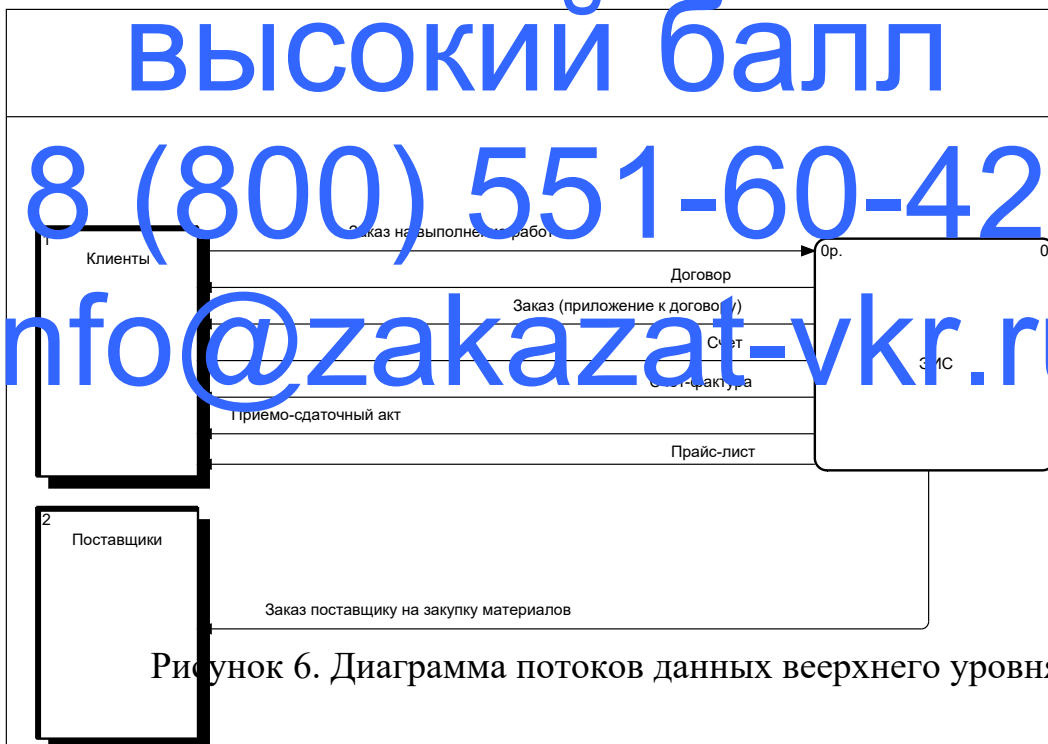 высокий балл
8 (800) 551-60-42
1
Клиенты
Заказ на выполнение работ
0р.
0
Договор
Заказ (приложение к договору)
Счет
nfo@zakazat-vkr.ru
ЭИС
Счет-фактура
Приемо-сдаточный акт
Прайс-лист
2
Поставщики
Заказ поставщику на закупку материалов
Рисунок 6. Диаграмма потоков данных веерхнего уровня